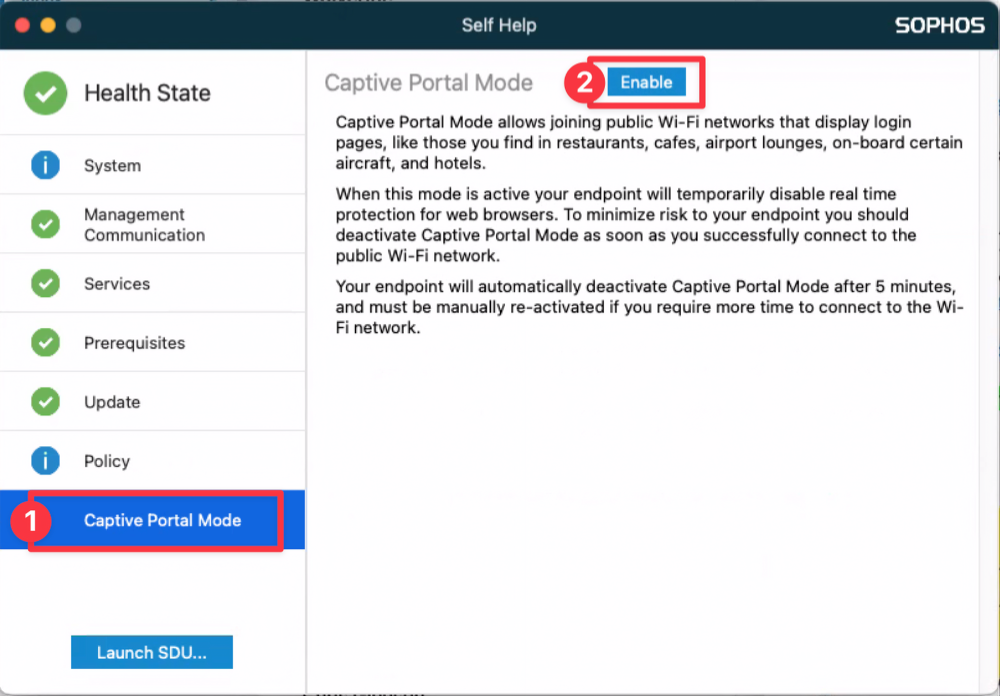 Self Help
SOPHOS
Health State
System
Management
Communication
Services
Prerequisites
Update
Policy
1
Captive Portal Mode
Launch SDU...
Captive Portal Mode
2
Enable
Captive Portal Mode allows joining public Wi-Fi networks that display login
pages, like those you find in restaurants, cafes, airport lounges, on-board certain
aircraft, and hotels.
When this mode is active your endpoint will temporarily disable real time
protection for web browsers. To minimize risk to your endpoint you should
deactivate Captive Portal Mode as soon as you successfully connect to the
public Wi-Fi network.
Your endpoint will automatically deactivate Captive Portal Mode after 5 minutes,
and must be manually re-activated if you require more time to connect to the Wi-
Fi network.